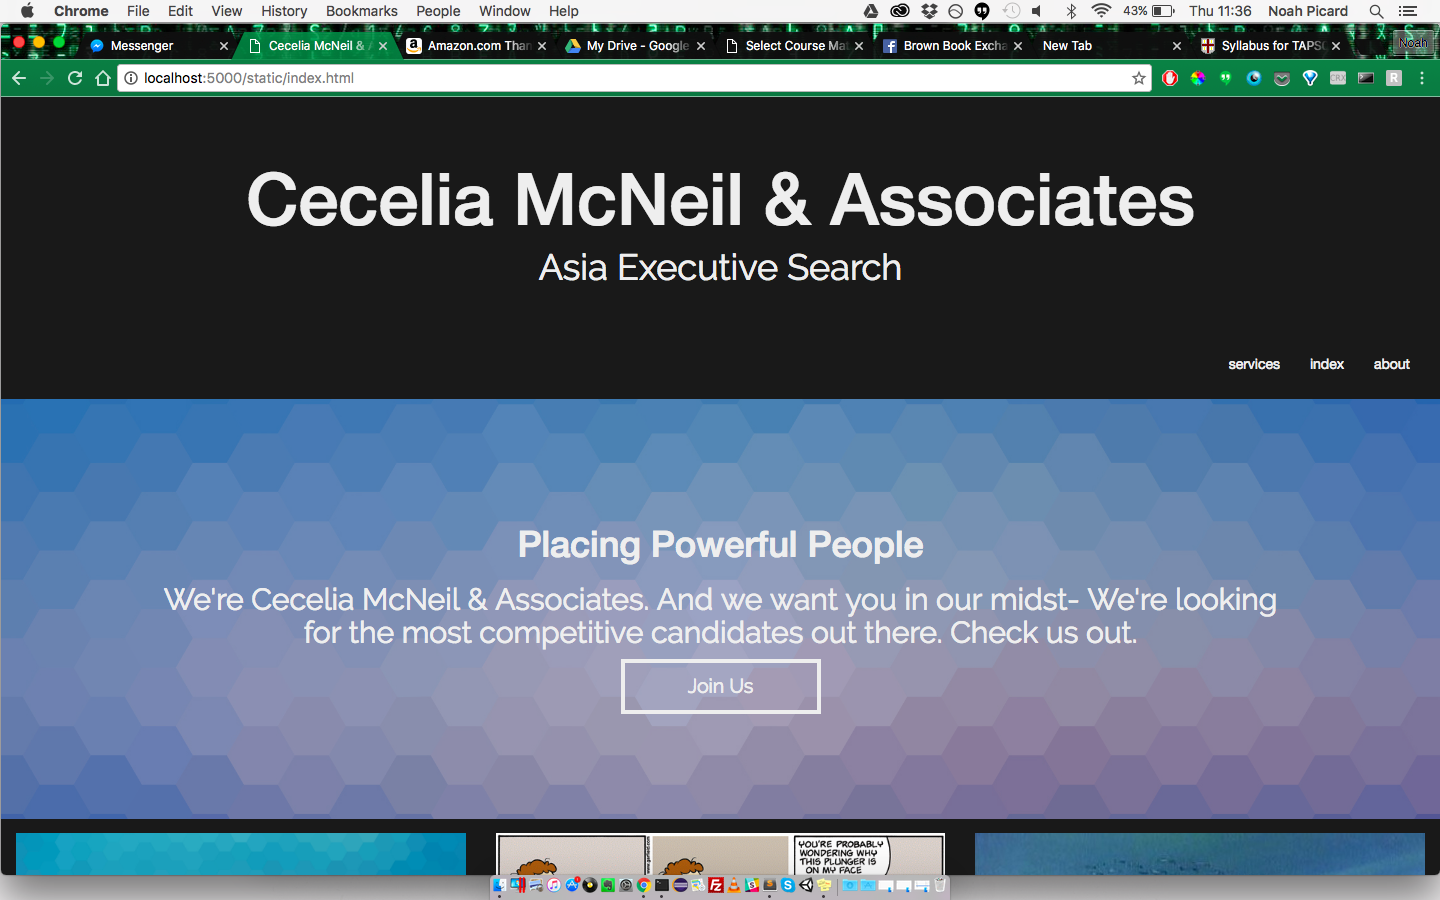 Chrome File Edit View History Bookmarks People Window Help 43% Thu 11:36 Noah Picard
Messenger Cecelia McNeil & Amazon.com Than My Drive - Google Select Course Mat Brown Book Excha New Tab Syllabus for TAPS Noah
localhost:5000/static/index.html CRX R
Cecelia McNeil & Associates
Asia Executive Search
services index about
Placing Powerful People
We're Cecelia McNeil & Associates. And we want you in our midst- We're looking
for the most competitive candidates out there. Check us out.
Join Us
YOU'RE PROBABLY
WONDERING WHY
THIS PLUNGER IS
ON MY FACE